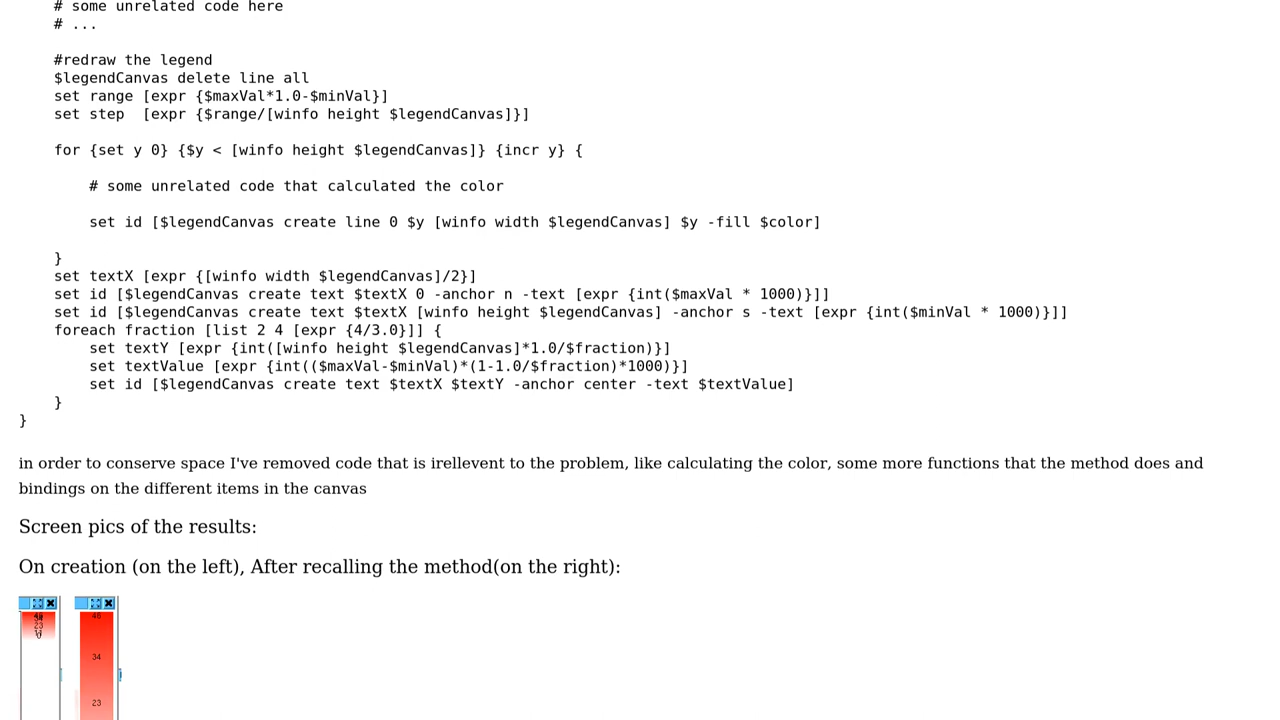 # some unrelated code here
    # ...
    #redraw the legend
    $legendCanvas delete line all
    set range [expr {$maxVal*1.0-$minVal}]
    set step  [expr {$range/[winfo height $legendCanvas]}]
    for {set y 0} {$y < [winfo height $legendCanvas]} {incr y} {
        # some unrelated code that calculated the color
        set id [$legendCanvas create line 0 $y [winfo width $legendCanvas] $y -fill $color]
    }
    set textX [expr {[winfo width $legendCanvas]/2}]
    set id [$legendCanvas create text $textX 0 -anchor n -text [expr {int($maxVal * 1000)}]]
    set id [$legendCanvas create text $textX [winfo height $legendCanvas] -anchor s -text [expr {int($minVal * 1000)}]]
    foreach fraction [list 2 4 [expr {4/3.0}]] {
        set textY [expr {int([winfo height $legendCanvas]*1.0/$fraction)}]
        set textValue [expr {int(($maxVal-$minVal)*(1-1.0/$fraction)*1000)}]
        set id [$legendCanvas create text $textX $textY -anchor center -text $textValue]
    }
}
in order to conserve space I've removed code that is irellevent to the problem, like calculating the color, some more functions that the method does and
bindings on the different items in the canvas
Screen pics of the results:
On creation (on the left), After recalling the method(on the right):
23
0
46
34
23